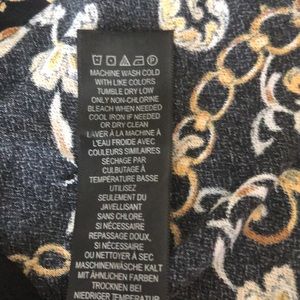 MACHINE WASH COLD
WITH LIKE COLORS
TUMBLE DRY LOW
ONLY NON-CHLORINE
BLEACH WHEN NEEDED
COOL IRON IF NEEDED
OR DRY CLEAN
LAVER À LA MACHINE À
L'EAU FROIDE AVEC
COULEURS SIMILAIRES
SÉCHAGE PAR
CULBUTAGE À
TEMPÉRATURE BASSE
UTILISEZ
SEULEMENT DU
JAVELLISANT
SANS CHLORE,
SI NÉCESSAIRE
REPASSAGE DOUX,
SI NÉCESSAIRE
OU NETTOYER À SEC
MASCHINENWÄSCHE KALT
MIT ÄHNLICHEN FARBEN
TROCKNEN BEI
NIEDRIGER TEMPERATUR